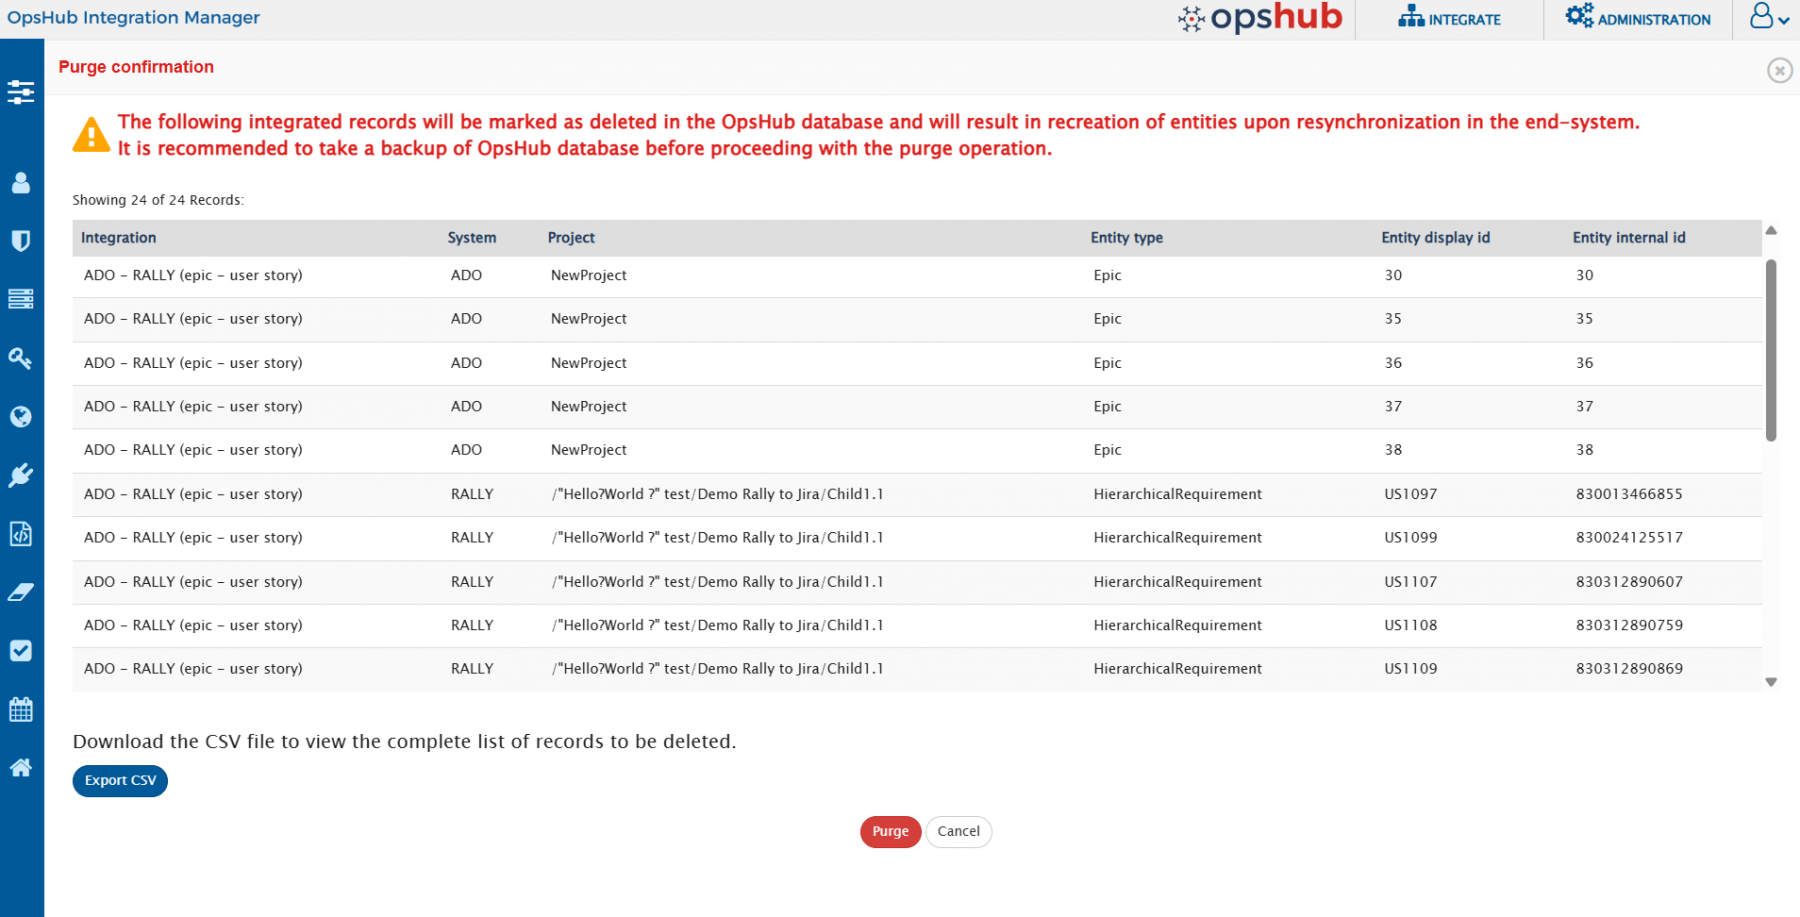 OpsHub Integration Manager
opshub
INTEGRATE
ADMINISTRATION
Purge confirmation
The following integrated records will be marked as deleted in the OpsHub database and will result in recreation of entities upon resynchronization in the end-system.
It is recommended to take a backup of OpsHub database before proceeding with the purge operation.
Showing 24 of 24 Records:
Integration System Project Entity type Entity display id Entity internal id
ADO - RALLY (epic - user story) ADO NewProject Epic 30 30
ADO - RALLY (epic - user story) ADO NewProject Epic 35 35
ADO - RALLY (epic - user story) ADO NewProject Epic 36 36
ADO - RALLY (epic - user story) ADO NewProject Epic 37 37
ADO - RALLY (epic - user story) ADO NewProject Epic 38 38
ADO - RALLY (epic - user story) RALLY /"Hello?World ?" test/Demo Rally to Jira/Child1.1 HierarchicalRequirement US1097 830013466855
ADO - RALLY (epic - user story) RALLY /"Hello?World ?" test/Demo Rally to Jira/Child1.1 HierarchicalRequirement US1099 830024125517
ADO - RALLY (epic - user story) RALLY /"Hello?World ?" test/Demo Rally to Jira/Child1.1 HierarchicalRequirement US1107 830312890607
ADO - RALLY (epic - user story) RALLY /"Hello?World ?" test/Demo Rally to Jira/Child1.1 HierarchicalRequirement US1108 830312890759
ADO - RALLY (epic - user story) RALLY /"Hello?World ?" test/Demo Rally to Jira/Child1.1 HierarchicalRequirement US1109 830312890869
Download the CSV file to view the complete list of records to be deleted.
Export CSV
Purge Cancel